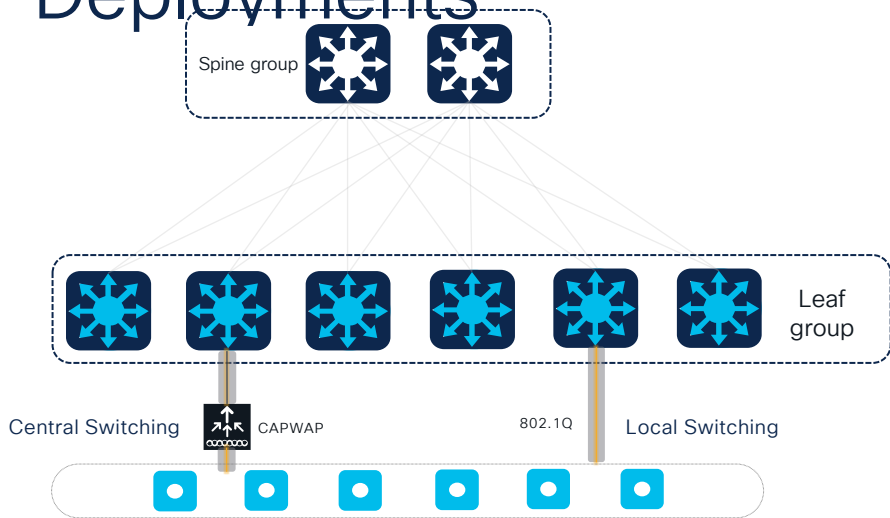 Deployments
Spine group
Leaf
group
Central Switching
CAPWAP
802.1Q
Local Switching